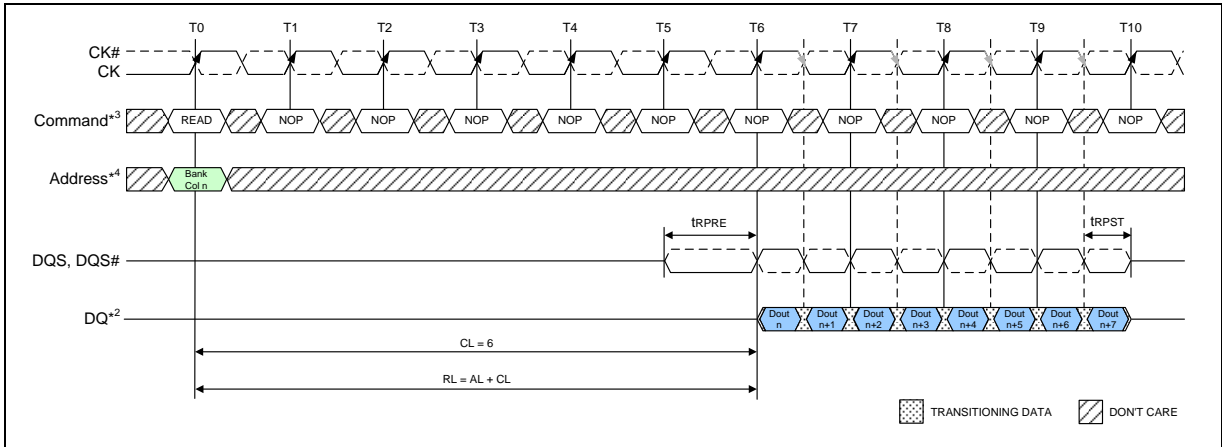 T0 T1 T2 T3 T4 T5 T6 T7 T8 T9 T10
CK#
CK
Command*3 READ NOP NOP NOP NOP NOP NOP NOP NOP NOP NOP
Address*4 Bank
Col n
tRPRE tRPST
DQS, DQS#
DQ*2 Dout Dout Dout Dout Dout Dout Dout Dout
n n+1 n+2 n+3 n+4 n+5 n+6 n+7
CL = 6
RL = AL + CL
TRANSITIONING DATA DON'T CARE